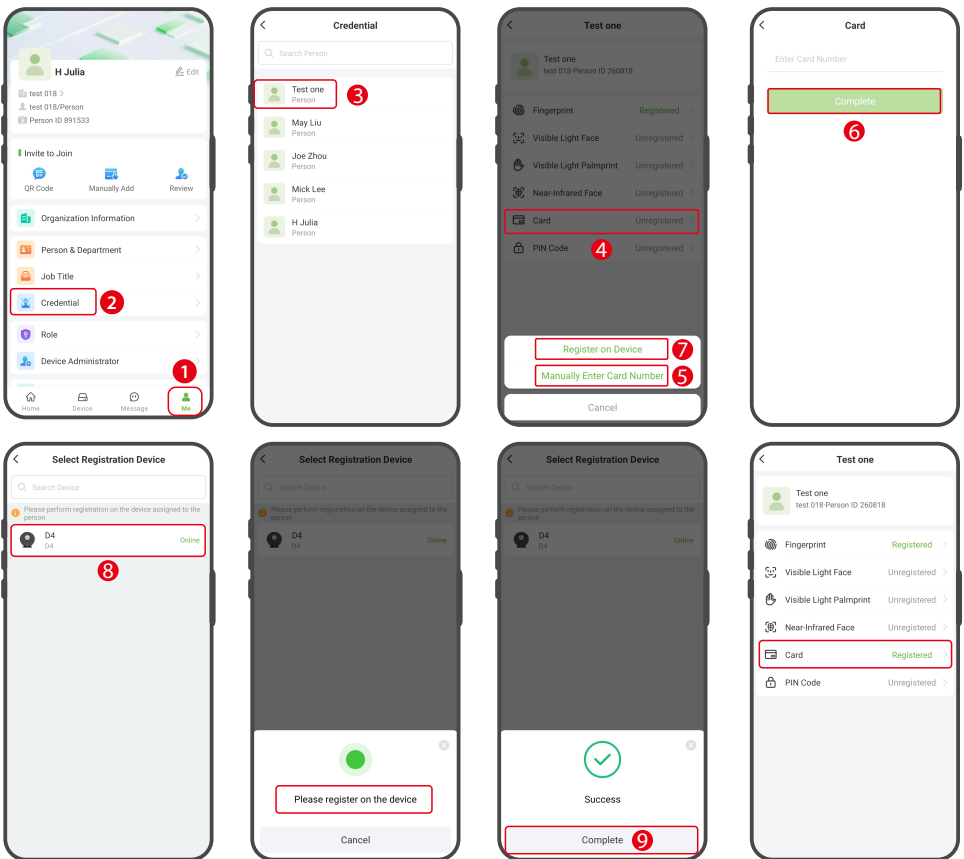 H Julia
Edit
test 018 >
test 018/Person
Person ID 891533
Invite to Join
QR Code
Manually Add
Review
Organization Information
Person & Department
Job Title
Credential
2
Role
Device Administrator
1
Home
Device
Message
Me
Credential
Search Person
Test one
Person
3
May Liu
Person
Joe Zhou
Person
Mick Lee
Person
H Julia
Person
Test one
Test one
test 018-Person ID 260818
Fingerprint Registered
Visible Light Face Unregistered
Visible Light Palmprint Unregistered
Near-Infrared Face Unregistered
Card Unregistered
4
PIN Code Unregistered
Register on Device
7
Manually Enter Card Number
5
Cancel
Card
Enter Card Number
Complete
6
Select Registration Device
Search Device
Please perform registration on the device assigned to the
person
D4
D4
Online
8
Select Registration Device
Search Device
Please perform registration on the device assigned to the
person
D4
D4
Online
Please register on the device
Cancel
Select Registration Device
Search Device
Please perform registration on the device assigned to the
person
D4
D4
Online
Success
Complete
9
Test one
Test one
test 018-Person ID 260818
Fingerprint Registered
Visible Light Face Unregistered
Visible Light Palmprint Unregistered
Near-Infrared Face Unregistered
Card Registered
PIN Code Unregistered